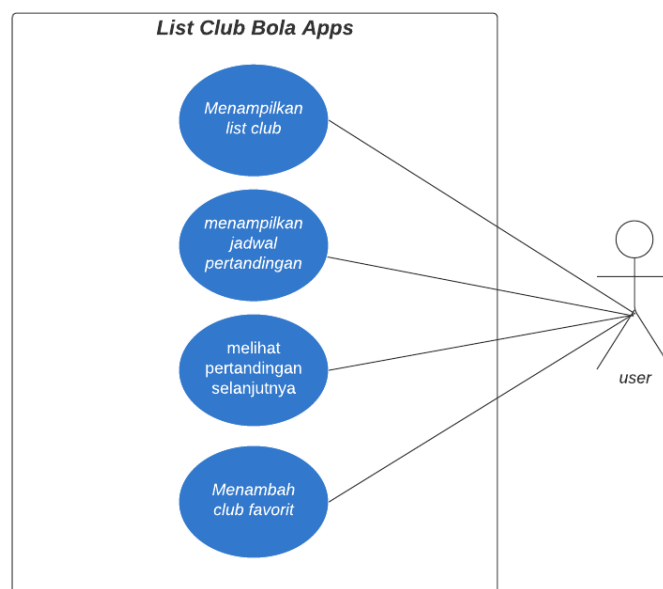 List Club Bola Apps
Menampilkan
list club
menampilkan
jadwal
pertandingan
melihat
pertandingan
selanjutnya
Menambah
club favorit
user